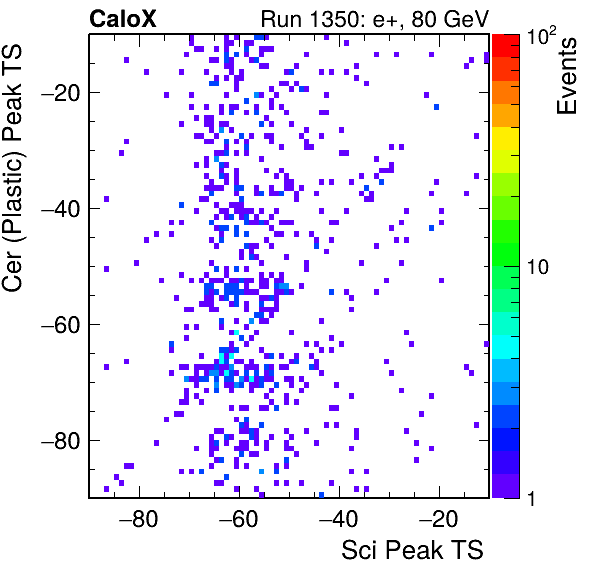 CaloX Run 1350: e+, 80 GeV
Cer (Plastic) Peak TS
−20
−40
−60
−80
−80 −60 −40 −20
Sci Peak TS
10²
10
1
Events